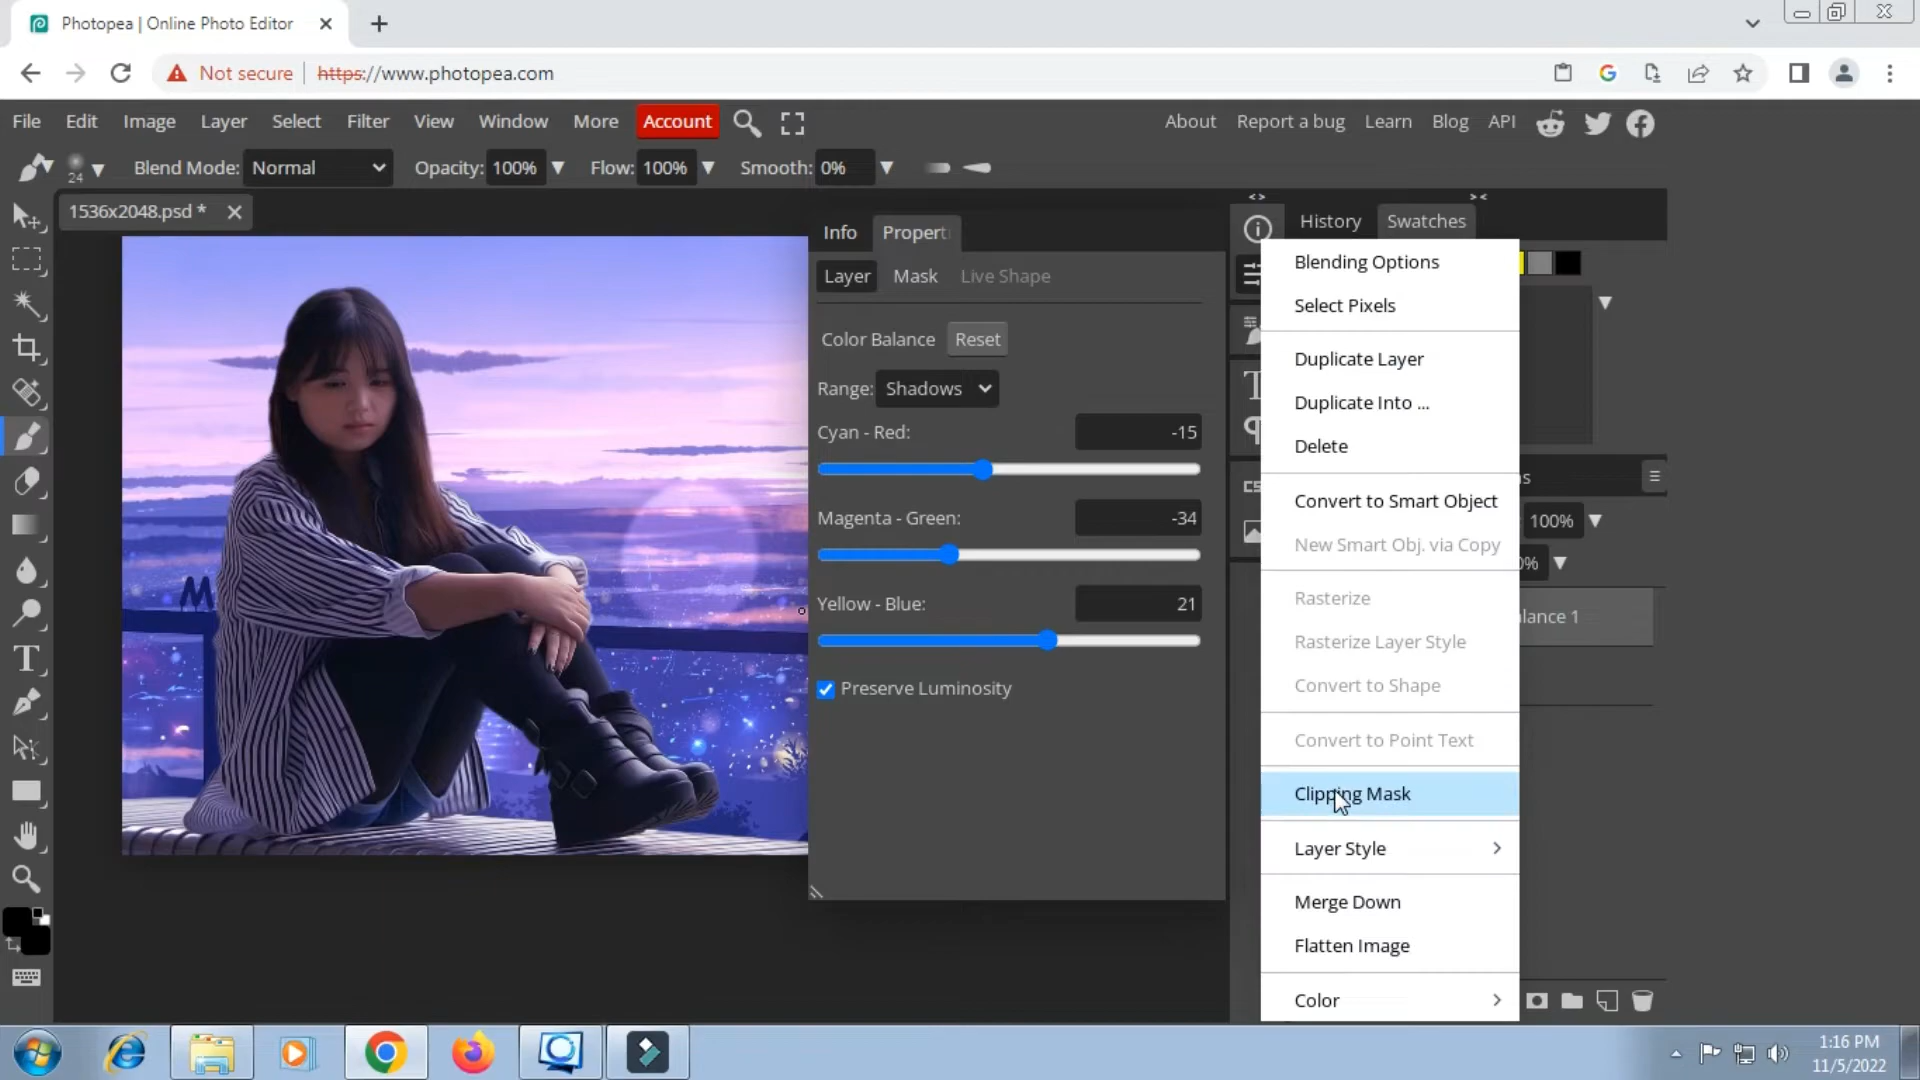 Photopea | Online Photo Editor
Not secure https://www.photopea.com
File Edit Image Layer Select Filter View Window More Account About Report a bug Learn Blog API
24 Blend Mode: Normal Opacity: 100% Flow: 100% Smooth: 0%
1536x2048.psd *
Info Propert
Layer Mask Live Shape
Color Balance Reset
Range: Shadows
Cyan - Red: -15
Magenta - Green: -34
Yellow - Blue: 21
Preserve Luminosity
History Swatches
Blending Options
Select Pixels
Duplicate Layer
Duplicate Into ...
Delete
Convert to Smart Object
New Smart Obj. via Copy
Rasterize
Rasterize Layer Style
Convert to Shape
Convert to Point Text
Clipping Mask
Layer Style
Merge Down
Flatten Image
Color
100%
0%
alance 1
1:16 PM
11/5/2022